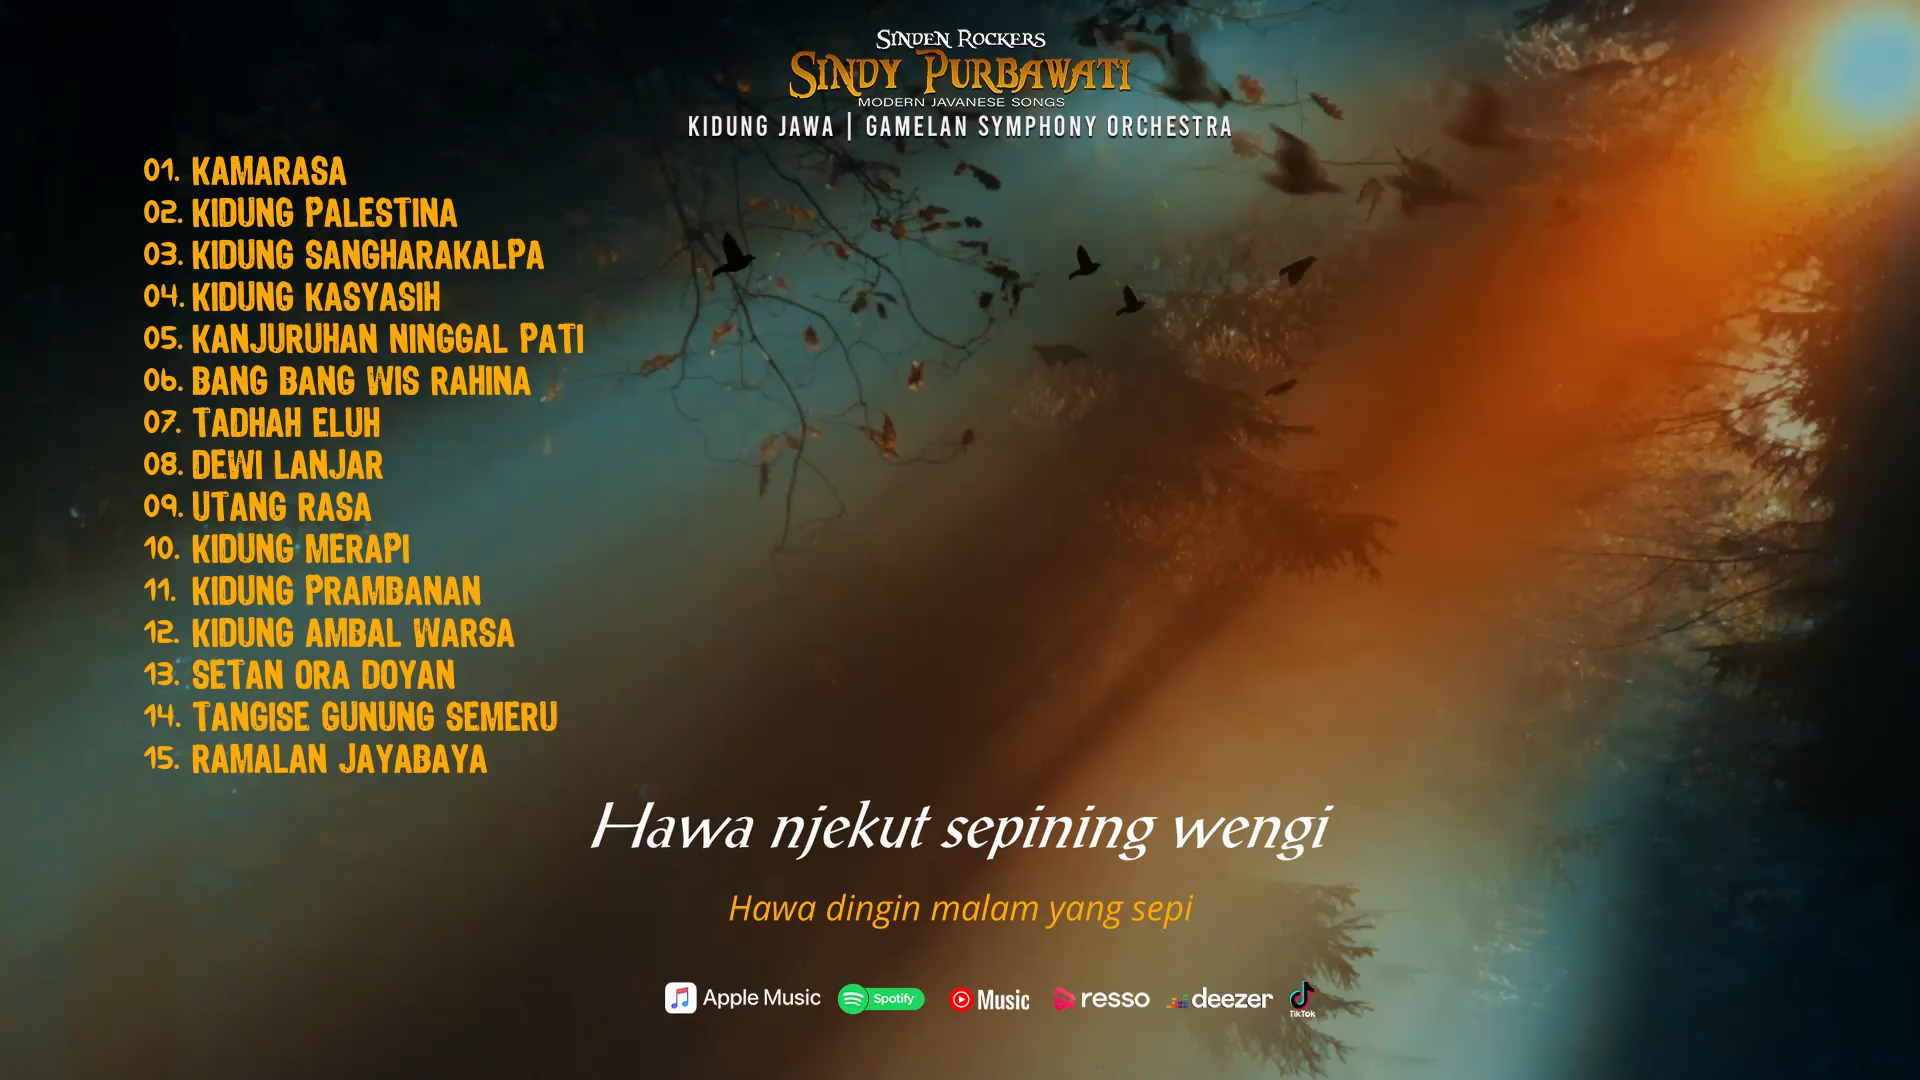 SINDEN ROCKERS
SINDY PURBAWATI
MODERN JAVANESE SONGS
KIDUNG JAWA | GAMELAN SYMPHONY ORCHESTRA
01. KAMARASA
02. KIDUNG PALESTINA
03. KIDUNG SANGHARAKALPA
04. KIDUNG KASYASIH
05. KANJURUHAN NINGGAL PATI
06. BANG BANG WIS RAHINA
07. TADHAH ELUH
08. DEWI LANJAR
09. UTANG RASA
10. KIDUNG MERAPI
11. KIDUNG PRAMBANAN
12. KIDUNG AMBAL WARSA
13. SETAN ORA DOYAN
14. TANGISE GUNUNG SEMERU
15. RAMALAN JAYABAYA
Hawa njekut sepining wengi
Hawa dingin malam yang sepi
Apple Music Spotify Music resso deezer TikTok